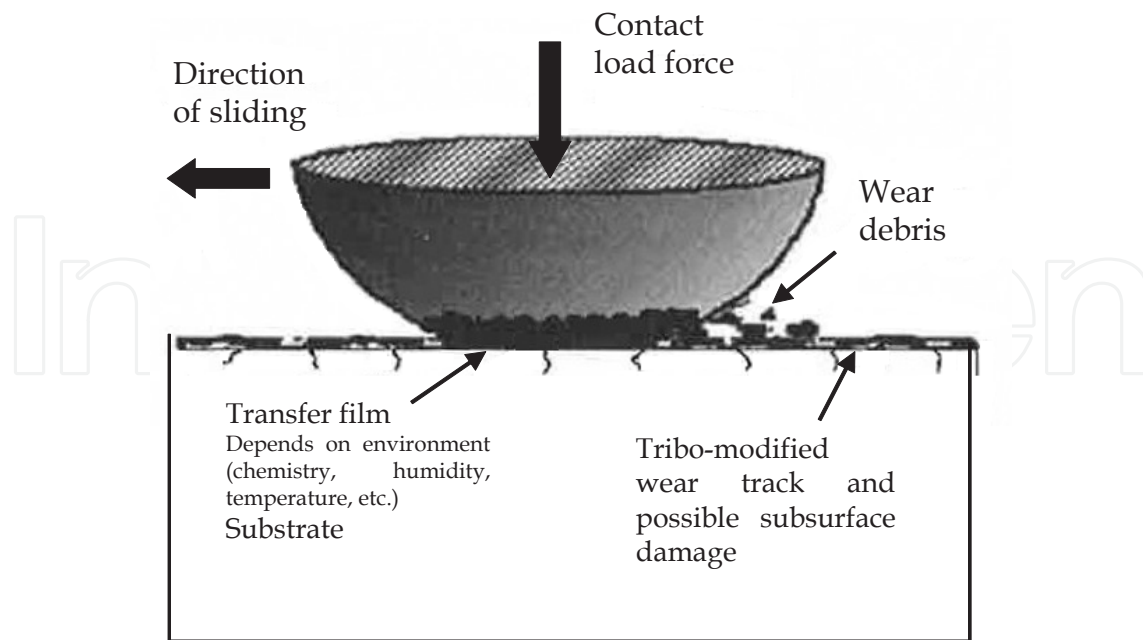 Contact
load force
Direction
of sliding
Wear
debris
Transfer film
Depends on environment
(chemistry, humidity,
temperature, etc.)
Substrate
Tribo-modified
wear track and
possible subsurface
damage